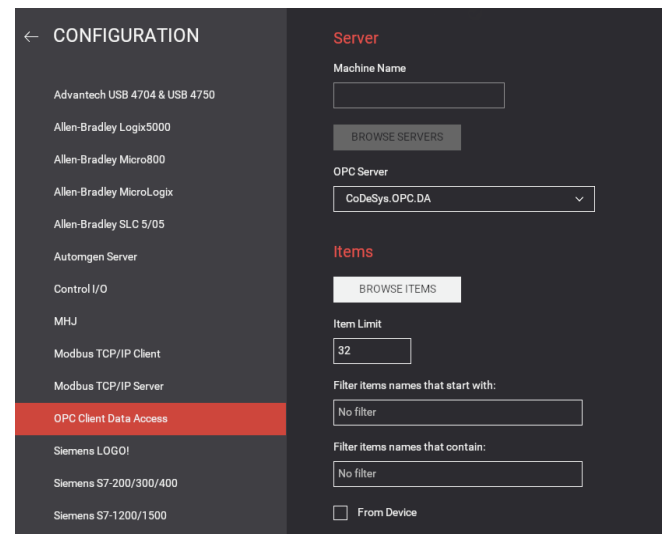 CONFIGURATION
Advantech USB 4704 & USB 4750
Allen-Bradley Logix5000
Allen-Bradley Micro800
Allen-Bradley MicroLogix
Allen-Bradley SLC 5/05
Automgen Server
Control I/O
MHJ
Modbus TCP/IP Client
Modbus TCP/IP Server
OPC Client Data Access
Siemens LOGO!
Siemens S7-200/300/400
Siemens S7-1200/1500
Server
Machine Name
BROWSE SERVERS
OPC Server
CoDeSys.OPC.DA
Items
BROWSE ITEMS
Item Limit
32
Filter items names that start with:
No filter
Filter items names that contain:
No filter
From Device